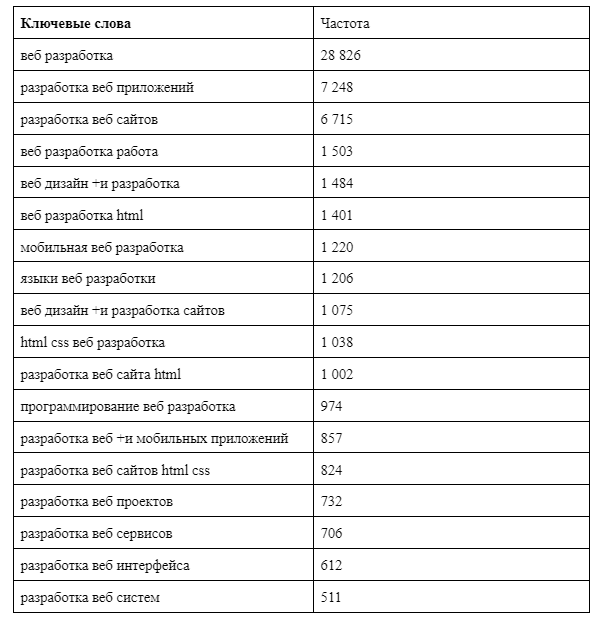 Ключевые слова Частота
веб разработка 28 826
разработка веб приложений 7 248
разработка веб сайтов 6 715
веб разработка работа 1 503
веб дизайн +и разработка 1 484
веб разработка html 1 401
мобильная веб разработка 1 220
языки веб разработки 1 206
веб дизайн +и разработка сайтов 1 075
html css веб разработка 1 038
разработка веб сайта html 1 002
программирование веб разработка 974
разработка веб +и мобильных приложений 857
разработка веб сайтов html css 824
разработка веб проектов 732
разработка веб сервисов 706
разработка веб интерфейса 612
разработка веб систем 511